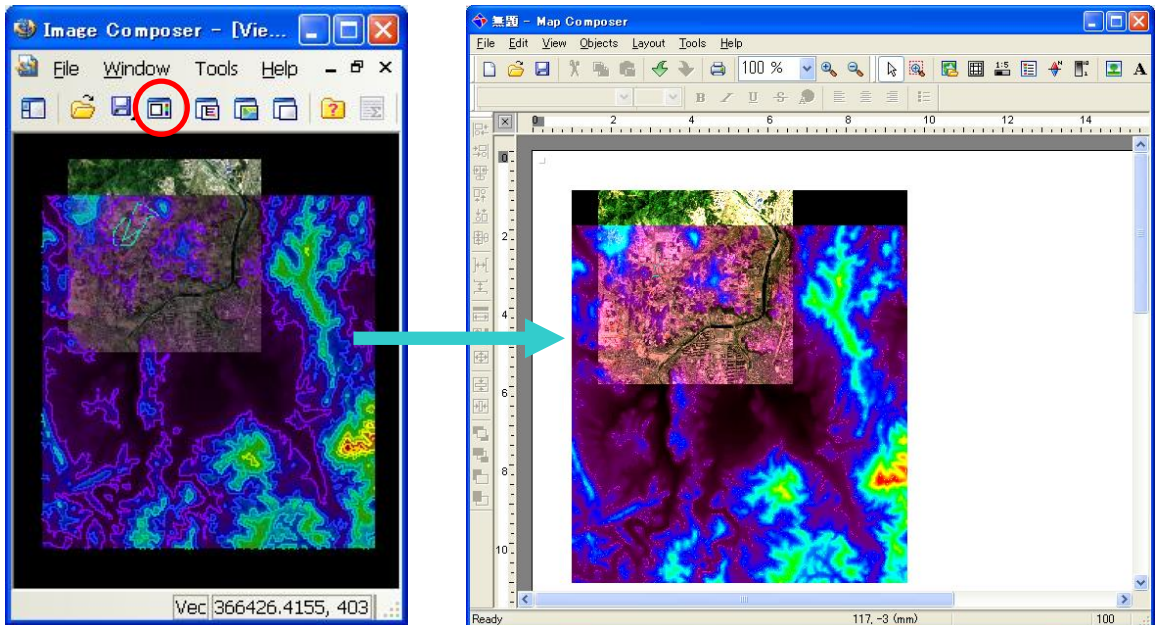 Image Composer - [Vie...
File Window Tools Help
Vec 366426.4155, 403
無題 - Map Composer
File Edit View Objects Layout Tools Help
100 %
1:5
N
A
B I U S
0 2 4 6 8 10 12 14
0
2
4
6
8
10
Ready 117, -3 (mm) 100